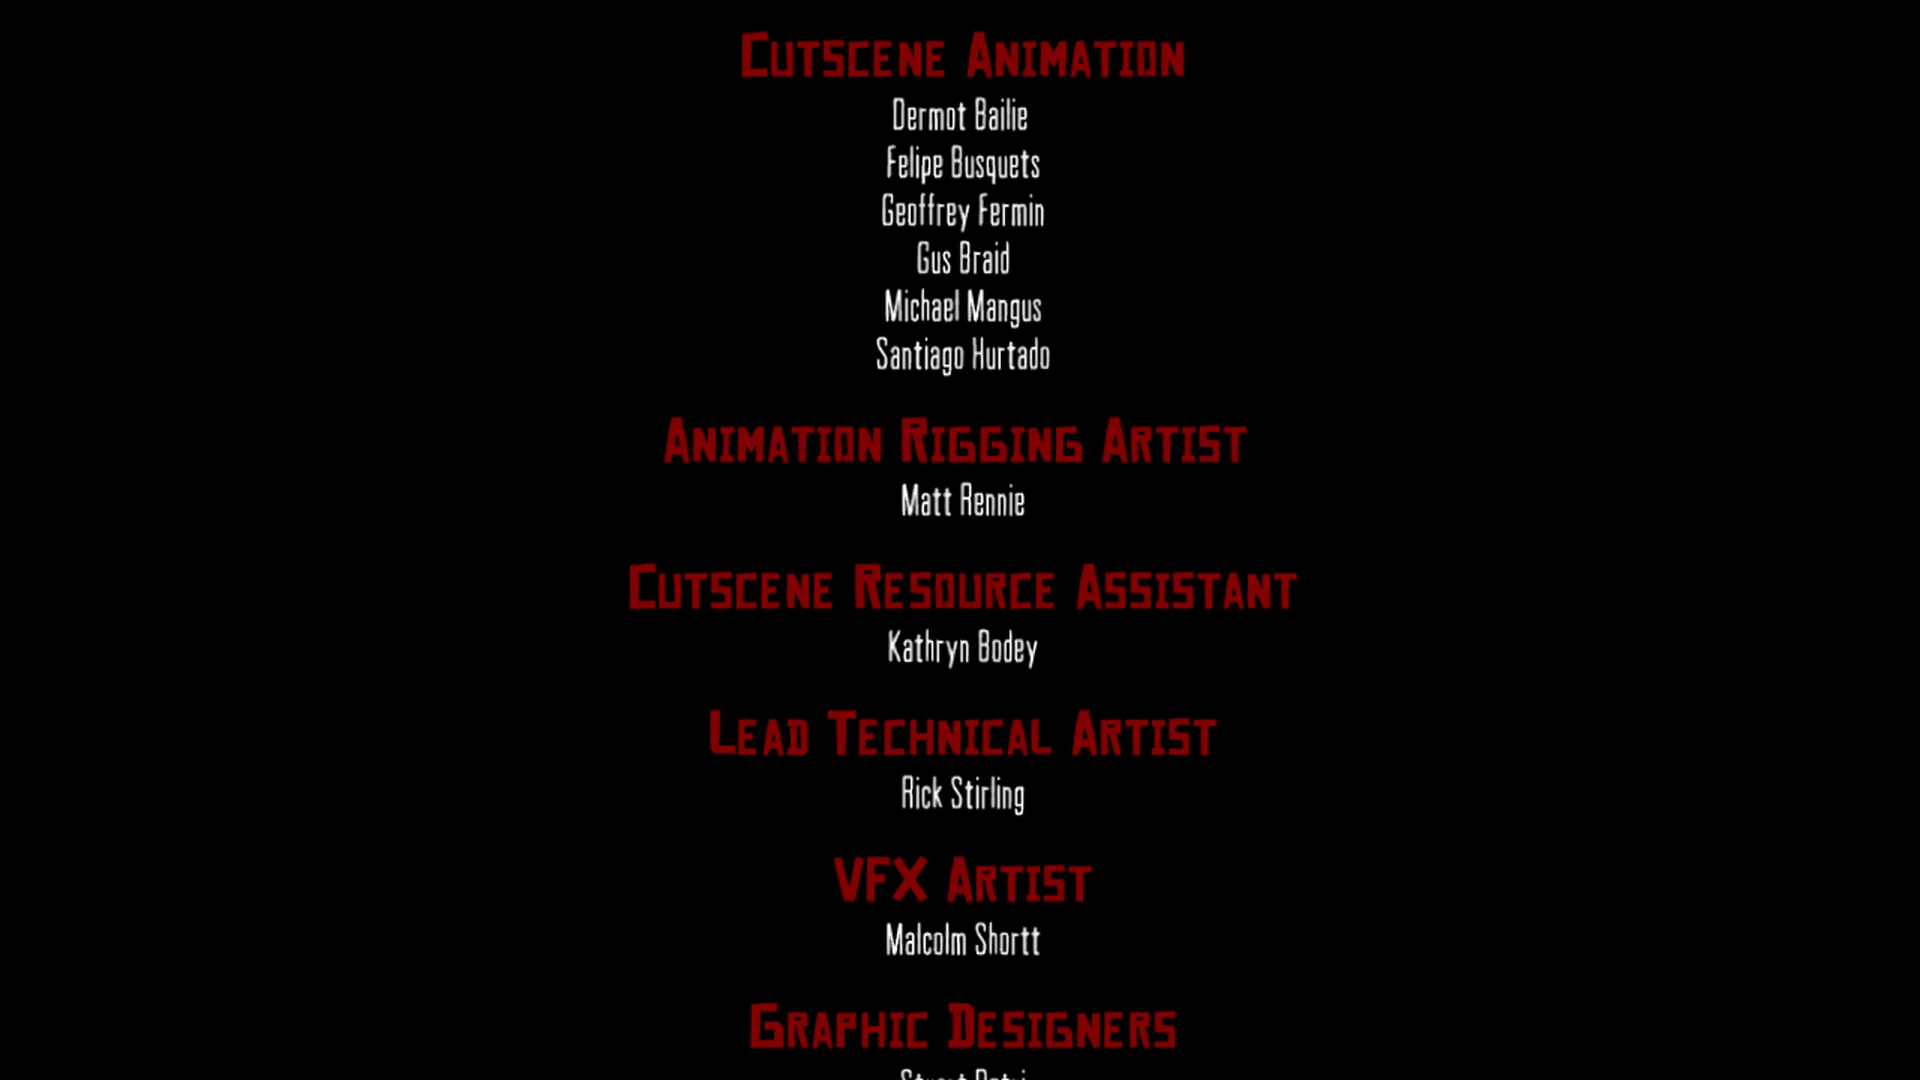 Cutscene Animation
Dermot Bailie
Felipe Busquets
Geoffrey Fermin
Gus Braid
Michael Mangus
Santiago Hurtado
Animation Rigging Artist
Matt Rennie
Cutscene Resource Assistant
Kathryn Bodey
Lead Technical Artist
Rick Stirling
VFX Artist
Malcolm Shortt
Graphic Designers